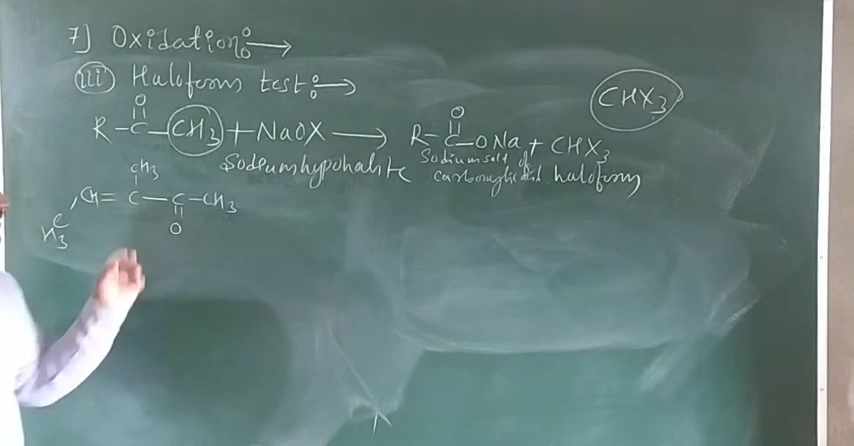 7) Oxidation:→
(iii) Haloform test:→
CHX3
O O
R-C-CH3 + NaOX → R-C-ONa + CHX3
Sodium hypohalite Sodium salt of carboxylic acid haloform
CH3
CH=C-C-CH3
H3C O